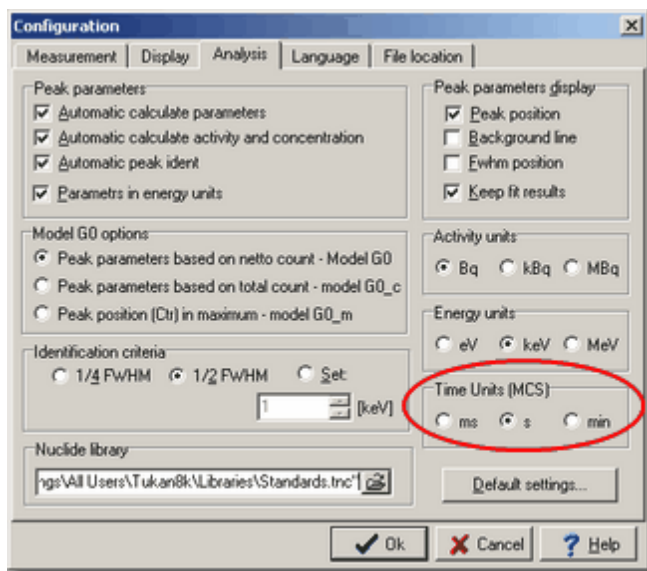 Configuration
Measurement Display Analysis Language File location
Peak parameters
Automatic calculate parameters
Automatic calculate activity and concentration
Automatic peak ident
Parametrs in energy units
Peak parameters display
Peak position
Background line
Fwhm position
Keep fit results
Model G0 options
Peak parameters based on netto count - Model G0
Peak parameters based on total count - model G0_c
Peak position (Ctr) in maximum - model G0_m
Activity units
Bq kBq MBq
Energy units
eV keV MeV
Identification criteria
1/4 FWHM 1/2 FWHM Set:
1 [keV]
Time Units (MCS)
ms s min
Nuclide library
ngs\All Users\Tukan8k\Libraries\Standards.tnc"
Default settings...
Ok Cancel Help